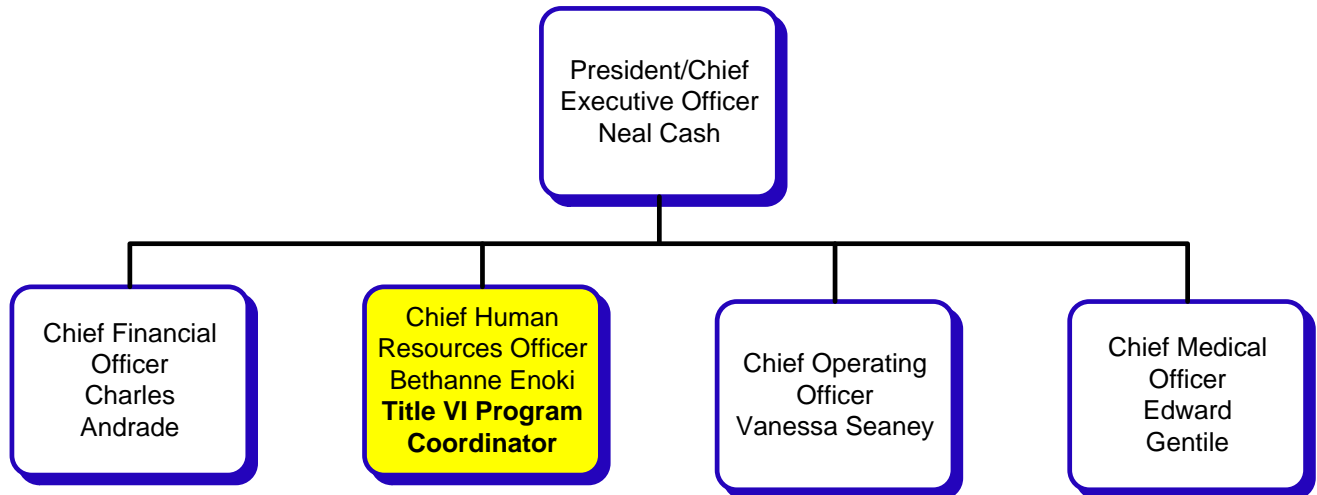 President/Chief
Executive Officer
Neal Cash
Chief Financial
Officer
Charles
Andrade
Chief Human
Resources Officer
Bethanne Enoki
Title VI Program
Coordinator
Chief Operating
Officer
Vanessa Seaney
Chief Medical
Officer
Edward
Gentile